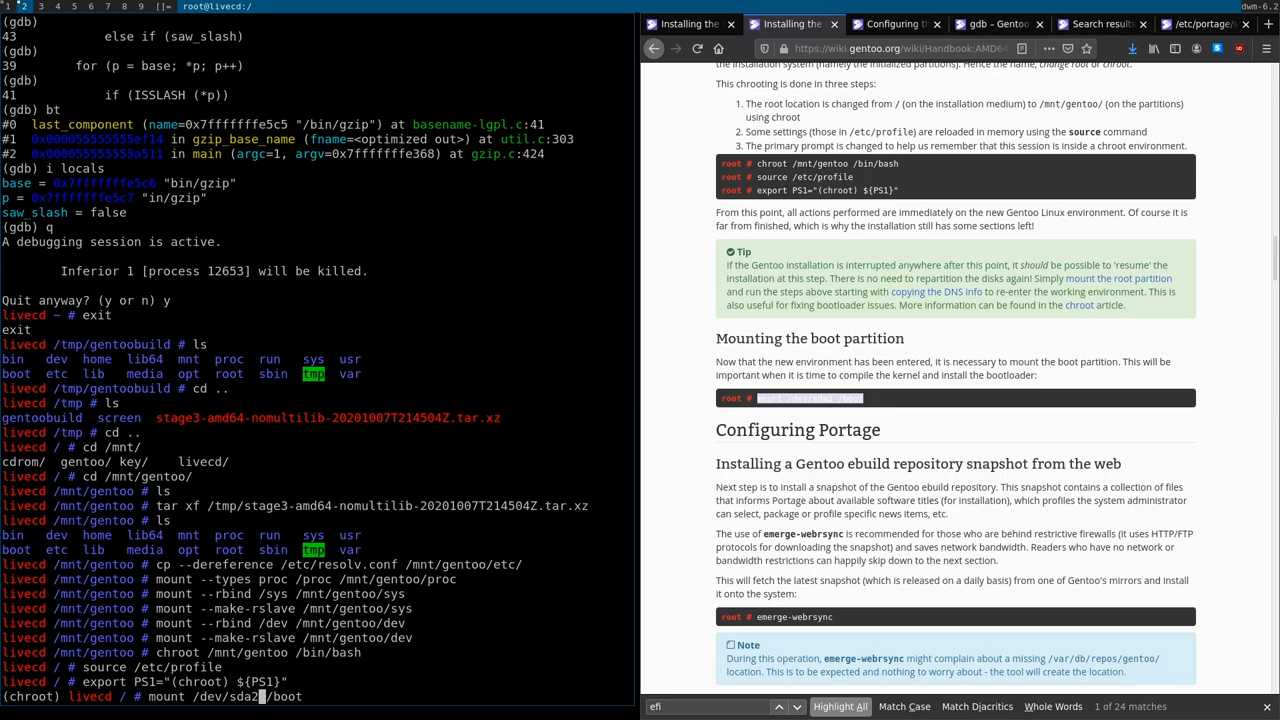 1 2 3 4 5 6 7 8 9 []= root@livecd:/ dwm-6.2
(gdb)
43 else if (saw_slash)
(gdb)
39 for (p = base; *p; p++)
(gdb)
41 if (ISSLASH (*p))
(gdb) bt
#0 last_component (name=0x7fffffffe5c5 "/bin/gzip") at basename-lgpl.c:41
#1 0x000055555555ef14 in gzip_base_name (fname=<optimized out>) at util.c:303
#2 0x000055555555a511 in main (argc=1, argv=0x7fffffffe368) at gzip.c:424
(gdb) i locals
base = 0x7fffffffe5c6 "bin/gzip"
p = 0x7fffffffe5c7 "in/gzip"
saw_slash = false
(gdb) q
A debugging session is active.
Inferior 1 [process 12653] will be killed.
Quit anyway? (y or n) y
livecd ~ # exit
exit
livecd /tmp/gentoobuild # ls
bin dev home lib64 mnt proc run sys usr
boot etc lib media opt root sbin tmp var
livecd /tmp/gentoobuild # cd ..
livecd /tmp # ls
gentoobuild screen stage3-amd64-nomultilib-20201007T214504Z.tar.xz
livecd /tmp # cd ..
livecd / # cd /mnt/
cdrom/ gentoo/ key/ livecd/
livecd / # cd /mnt/gentoo/
livecd /mnt/gentoo # ls
livecd /mnt/gentoo # tar xf /tmp/stage3-amd64-nomultilib-20201007T214504Z.tar.xz
livecd /mnt/gentoo # ls
bin dev home lib64 mnt proc run sys usr
boot etc lib media opt root sbin tmp var
livecd /mnt/gentoo # cp --dereference /etc/resolv.conf /mnt/gentoo/etc/
livecd /mnt/gentoo # mount --types proc /proc /mnt/gentoo/proc
livecd /mnt/gentoo # mount --rbind /sys /mnt/gentoo/sys
livecd /mnt/gentoo # mount --make-rslave /mnt/gentoo/sys
livecd /mnt/gentoo # mount --rbind /dev /mnt/gentoo/dev
livecd /mnt/gentoo # mount --make-rslave /mnt/gentoo/dev
livecd /mnt/gentoo # chroot /mnt/gentoo /bin/bash
livecd / # source /etc/profile
livecd / # export PS1="(chroot) ${PS1}"
(chroot) livecd / # mount /dev/sda2 /boot
Installing the Installing the Configuring th gdb – Gentoo Search results /etc/portage/s
https://wiki.gentoo.org/wiki/Handbook:AMD64
the installation system (namely the initialized partitions). Hence the name, change root or chroot.
This chrooting is done in three steps:
1. The root location is changed from / (on the installation medium) to /mnt/gentoo/ (on the partitions)
using chroot
2. Some settings (those in /etc/profile) are reloaded in memory using the source command
3. The primary prompt is changed to help us remember that this session is inside a chroot environment.
root # chroot /mnt/gentoo /bin/bash
root # source /etc/profile
root # export PS1="(chroot) ${PS1}"
From this point, all actions performed are immediately on the new Gentoo Linux environment. Of course it is
far from finished, which is why the installation still has some sections left!
Tip
If the Gentoo installation is interrupted anywhere after this point, it should be possible to 'resume' the
installation at this step. There is no need to repartition the disks again! Simply mount the root partition
and run the steps above starting with copying the DNS info to re-enter the working environment. This is
also useful for fixing bootloader issues. More information can be found in the chroot article.
Mounting the boot partition
Now that the new environment has been entered, it is necessary to mount the boot partition. This will be
important when it is time to compile the kernel and install the bootloader:
root # mount /dev/sda2 /boot
Configuring Portage
Installing a Gentoo ebuild repository snapshot from the web
Next step is to install a snapshot of the Gentoo ebuild repository. This snapshot contains a collection of files
that informs Portage about available software titles (for installation), which profiles the system administrator
can select, package or profile specific news items, etc.
The use of emerge-webrsync is recommended for those who are behind restrictive firewalls (it uses HTTP/FTP
protocols for downloading the snapshot) and saves network bandwidth. Readers who have no network or
bandwidth restrictions can happily skip down to the next section.
This will fetch the latest snapshot (which is released on a daily basis) from one of Gentoo's mirrors and install
it onto the system:
root # emerge-webrsync
Note
During this operation, emerge-webrsync might complain about a missing /var/db/repos/gentoo/
location. This is to be expected and nothing to worry about - the tool will create the location.
efi Highlight All Match Case Match Diacritics Whole Words 1 of 24 matches